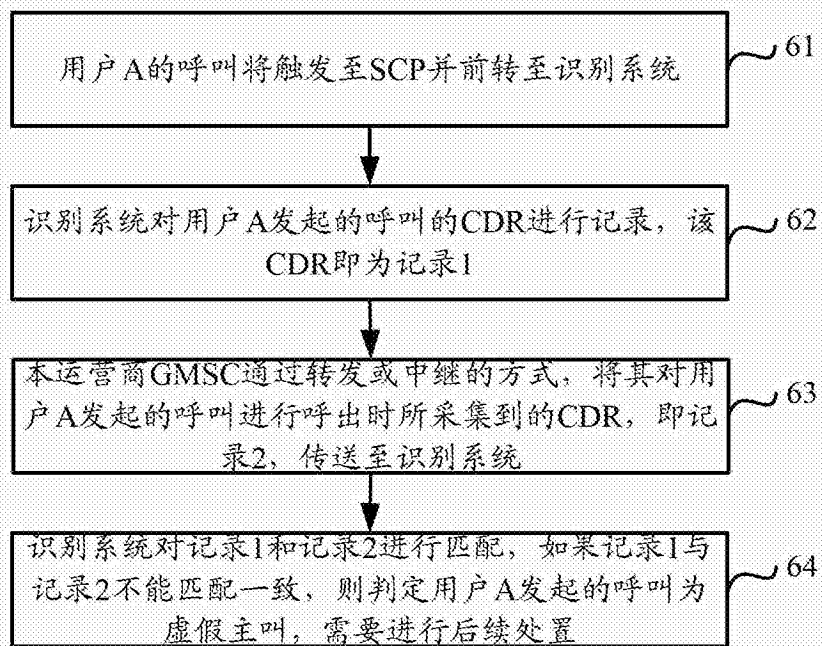 用户A的呼叫将触发至SCP并前转至识别系统
61
识别系统对用户A发起的呼叫的CDR进行记录，该
CDR即为记录1
62
本运营商GMSC通过转发或中继的方式，将其对用
户A发起的呼叫进行呼出时所采集到的CDR，即记
录2，传送至识别系统
63
识别系统对记录1和记录2进行匹配，如果记录1与
记录2不能匹配一致，则判定用户A发起的呼叫为
虚假主叫，需要进行后续处置
64